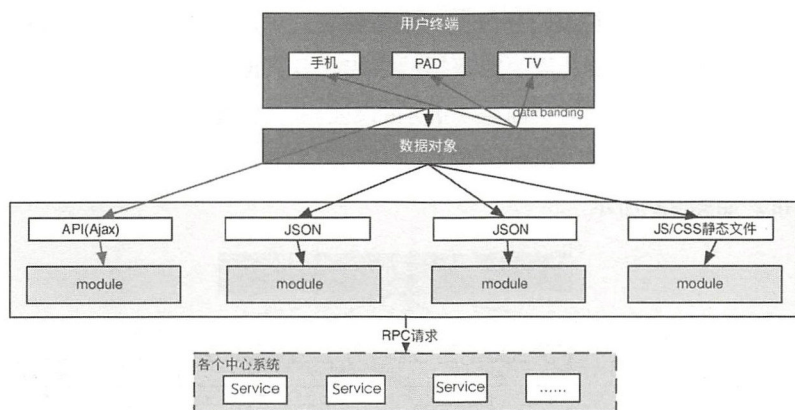 用户终端
手机
PAD
TV
data banding
数据对象
API(Ajax)
JSON
JSON
JS/CSS静态文件
module
module
module
module
RPC请求
各个中心系统
Service
Service
Service
......